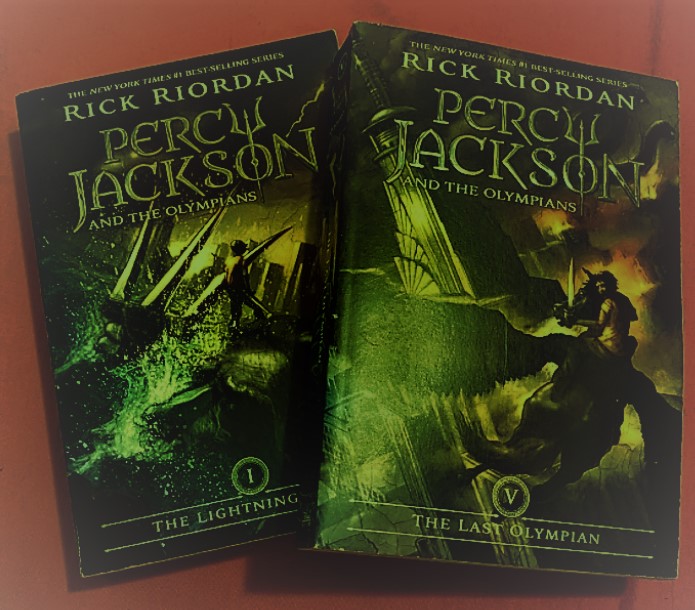 THE NEW YORK TIMES #1 BEST-SELLING SERIES
RICK RIORDAN
PERCY
JACKSON
AND THE OLYMPIANS
I
THE LIGHTNING
THE NEW YORK TIMES #1 BEST-SELLING SERIES
RICK RIORDAN
PERCY
JACKSON
AND THE OLYMPIANS
V
THE LAST OLYMPIAN